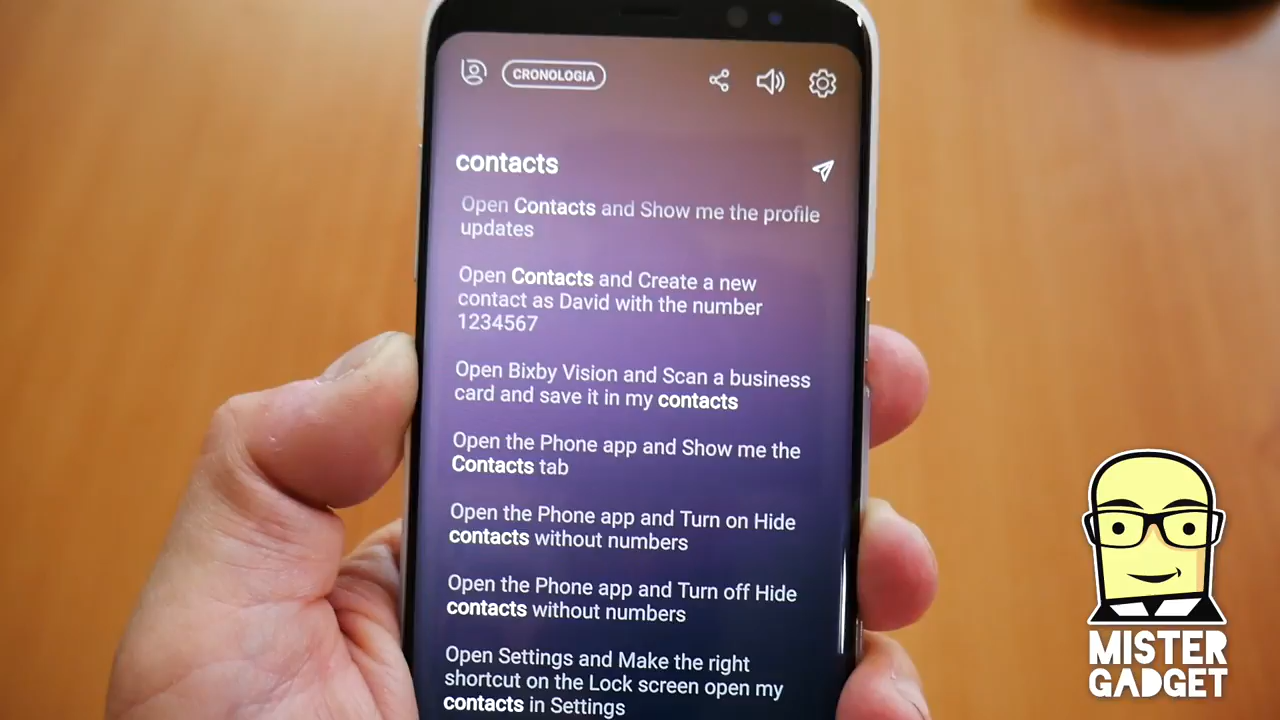 CRONOLOGIA
contacts
Open Contacts and Show me the profile
updates
Open Contacts and Create a new
contact as David with the number
1234567
Open Bixby Vision and Scan a business
card and save it in my contacts
Open the Phone app and Show me the
Contacts tab
Open the Phone app and Turn on Hide
contacts without numbers
Open the Phone app and Turn off Hide
contacts without numbers
Open Settings and Make the right
shortcut on the Lock screen open my
contacts in Settings
MISTER
GADGET